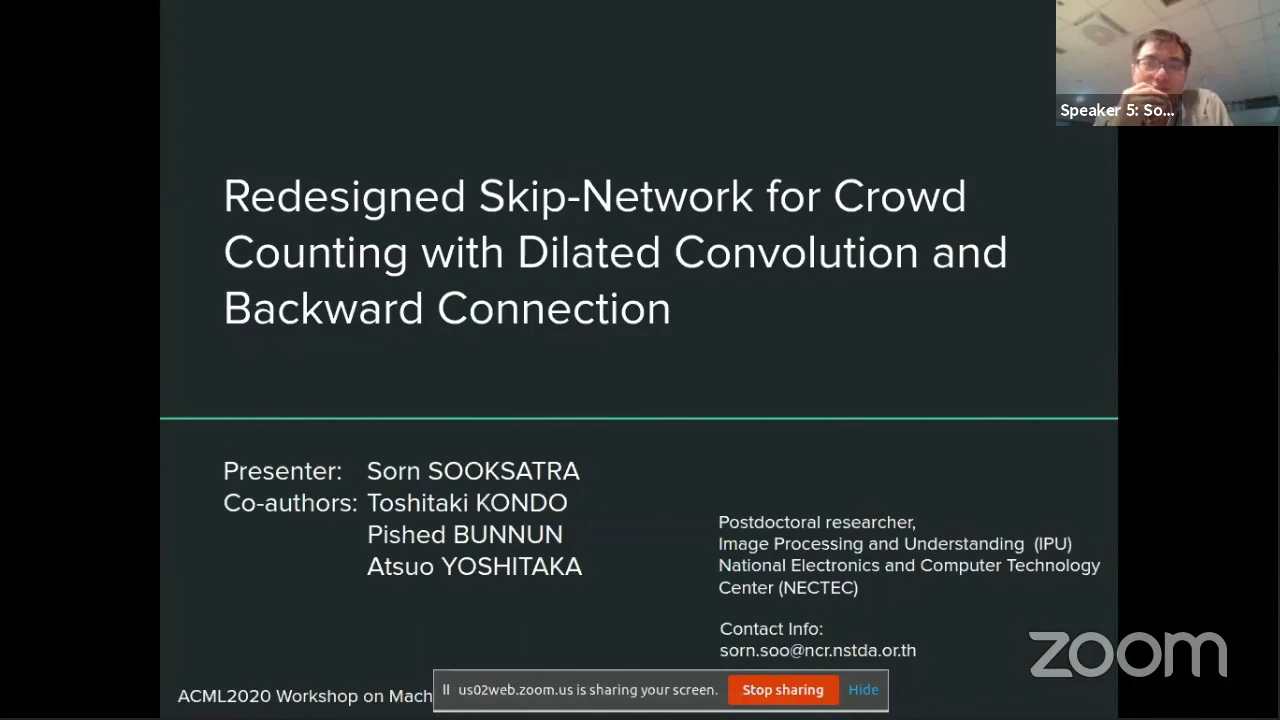 Speaker 5: So...
Redesigned Skip-Network for Crowd
Counting with Dilated Convolution and
Backward Connection
Presenter: Sorn SOOKSATRA
Co-authors: Toshitaki KONDO
Pished BUNNUN
Atsuo YOSHITAKA
Postdoctoral researcher,
Image Processing and Understanding (IPU)
National Electronics and Computer Technology
Center (NECTEC)
Contact Info:
sorn.soo@ncr.nstda.or.th
zoom
ACML2020 Workshop on Mach
us02web.zoom.us is sharing your screen. Stop sharing Hide